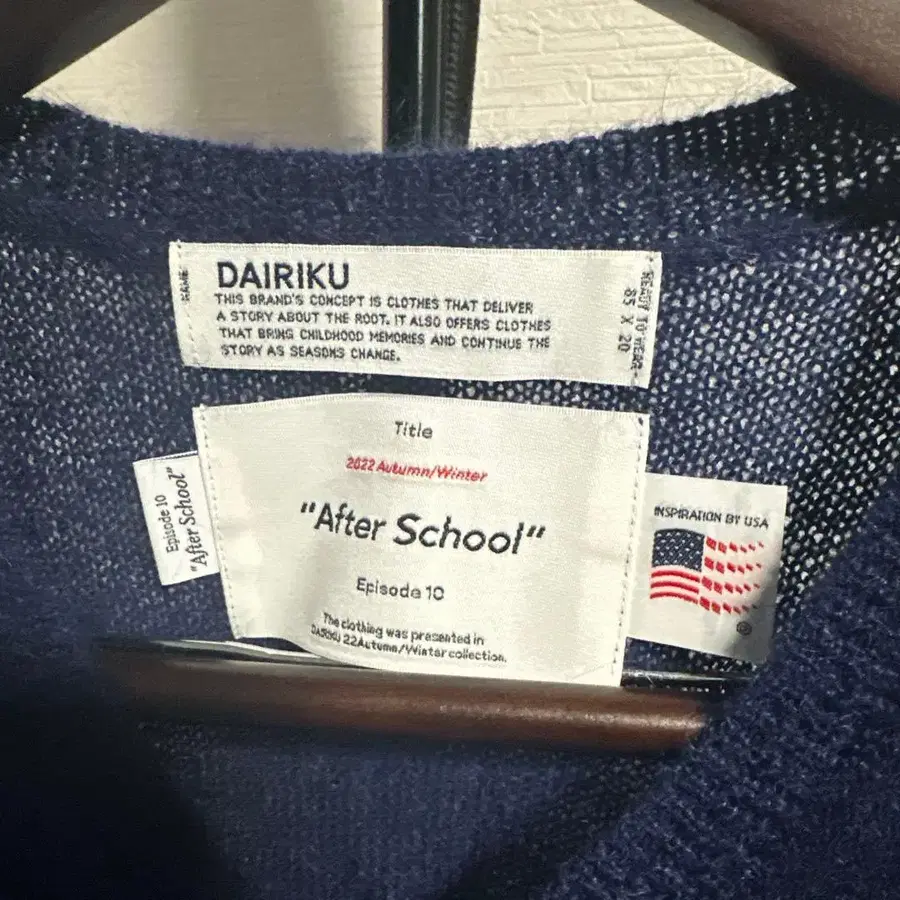 DAIRIKU
THIS BRAND'S CONCEPT IS CLOTHES THAT DELIVER
A STORY ABOUT THE ROOT. IT ALSO OFFERS CLOTHES
THAT BRING CHILDHOOD MEMORIES AND CONTINUE THE
STORY AS SEASONS CHANGE.
NAME
READY TO WEAR
85 X 20
Title
2022 Autumn/Winter
"After School"
Episode 10
The clothing was presented in
DAIRIKU 22Autumn/Winter collection.
Episode 10
"After School"
INSPIRATION BY USA
®